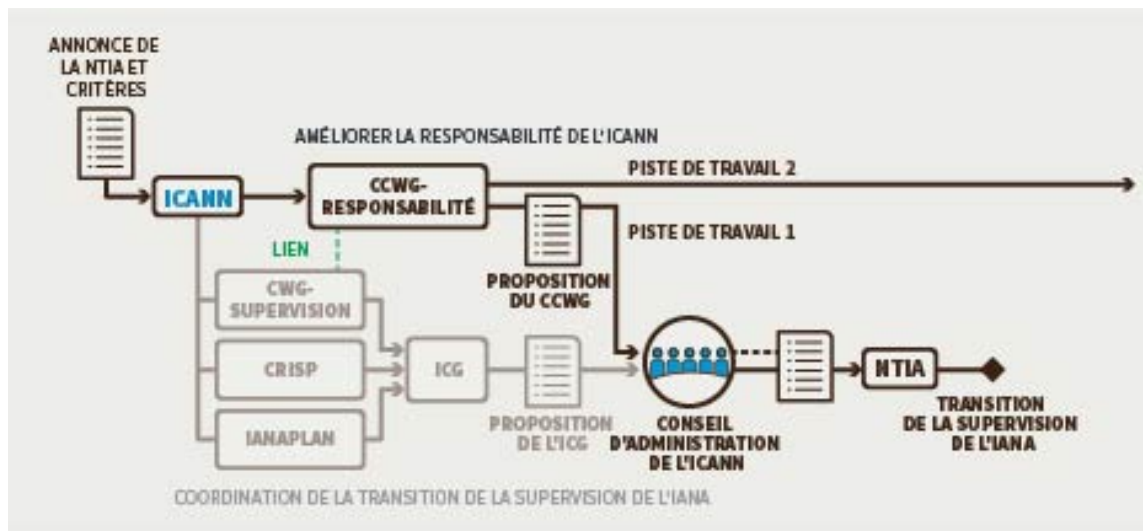 ANNONCE DE
LA NTIA ET
CRITÈRES
AMÉLIORER LA RESPONSABILITÉ DE L'ICANN
ICANN
CCWG-
RESPONSABILITÉ
PISTE DE TRAVAIL 2
PISTE DE TRAVAIL 1
LIEN
PROPOSITION
DU CCWG
CWG-
SUPERVISION
CRISP
IANAPLAN
ICG
PROPOSITION
DE L'ICG
CONSEIL
D'ADMINISTRATION
DE L'ICANN
NTIA
TRANSITION
DE LA SUPERVISION
DE L'IANA
COORDINATION DE LA TRANSITION DE LA SUPERVISION DE L'IANA